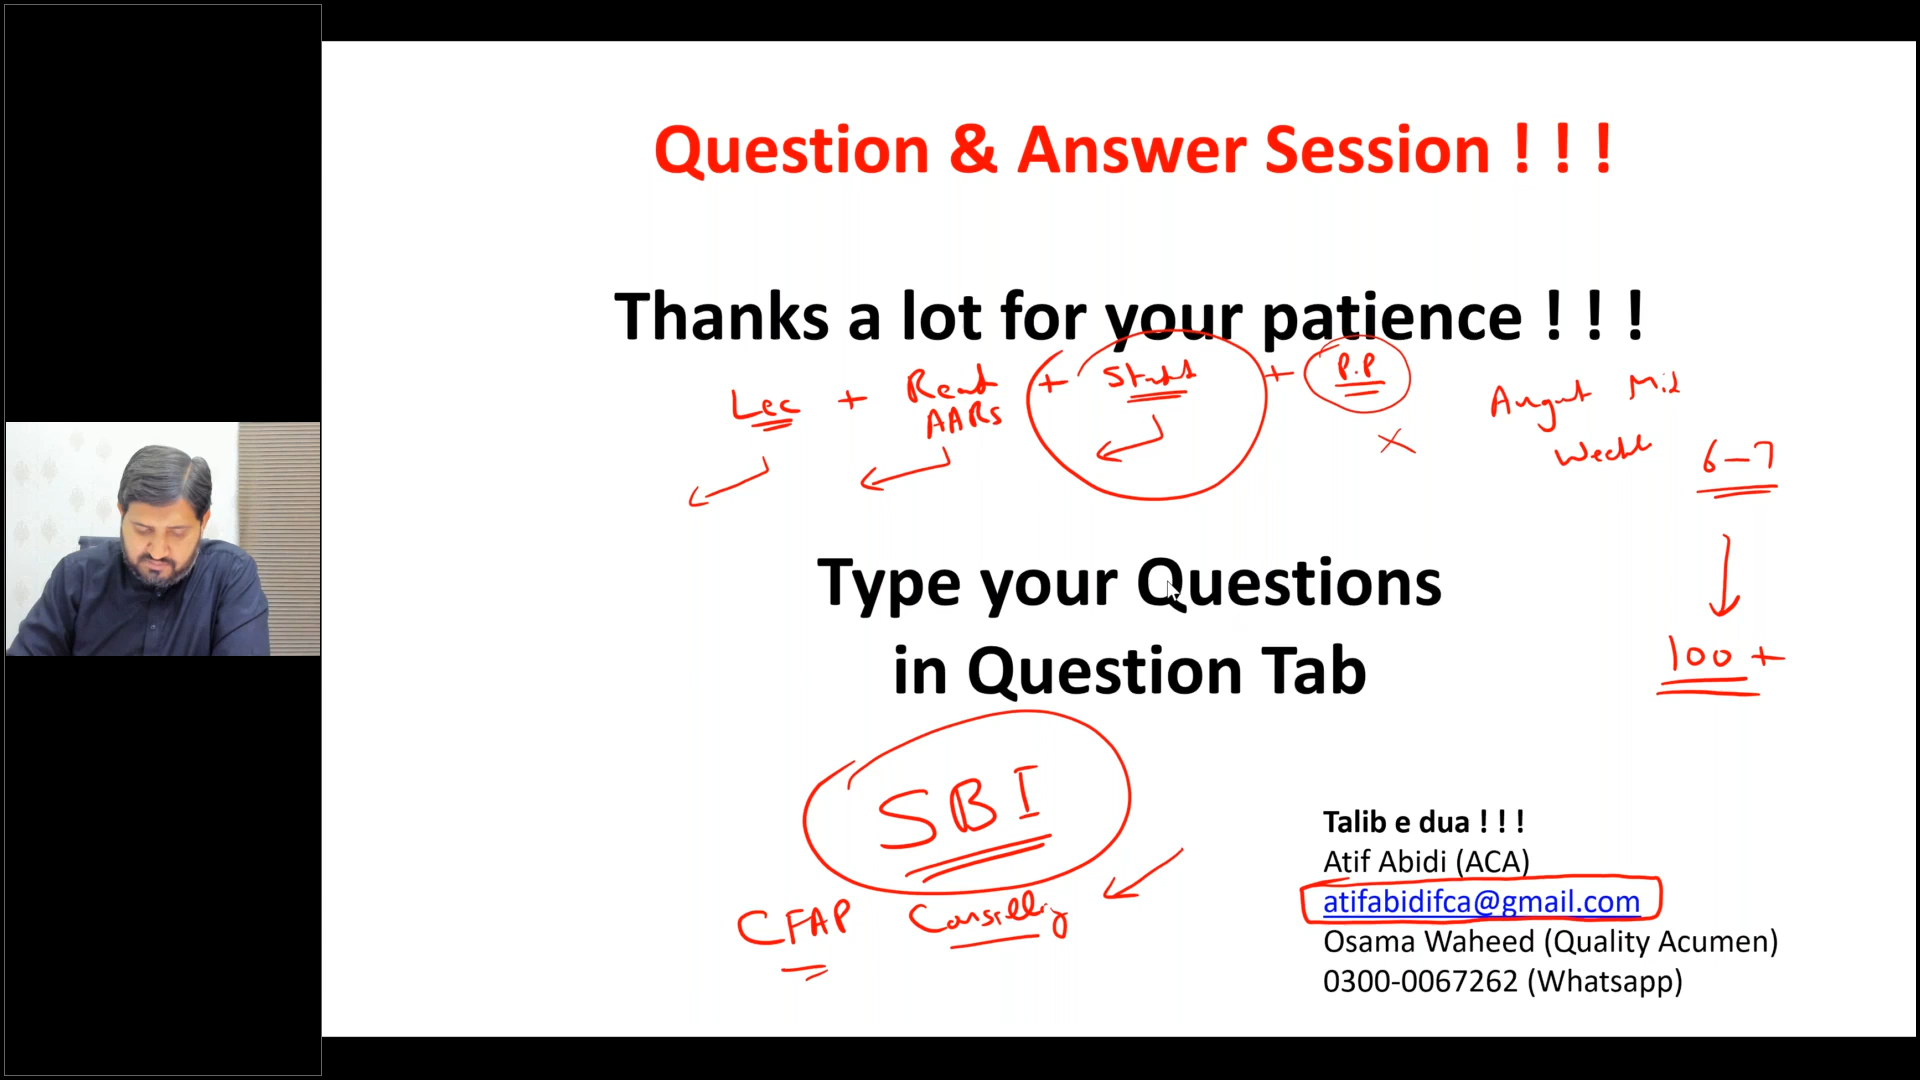 Question & Answer Session ! ! !
Thanks a lot for your patience ! ! !
Lec + Read + + P.P
AARs
August Mid
Week 6-7
100 +
Type your Questions
in Question Tab
SBI
CFAP
Talib e dua ! ! !
Atif Abidi (ACA)
atifabidifca@gmail.com
Osama Waheed (Quality Acumen)
0300-0067262 (Whatsapp)